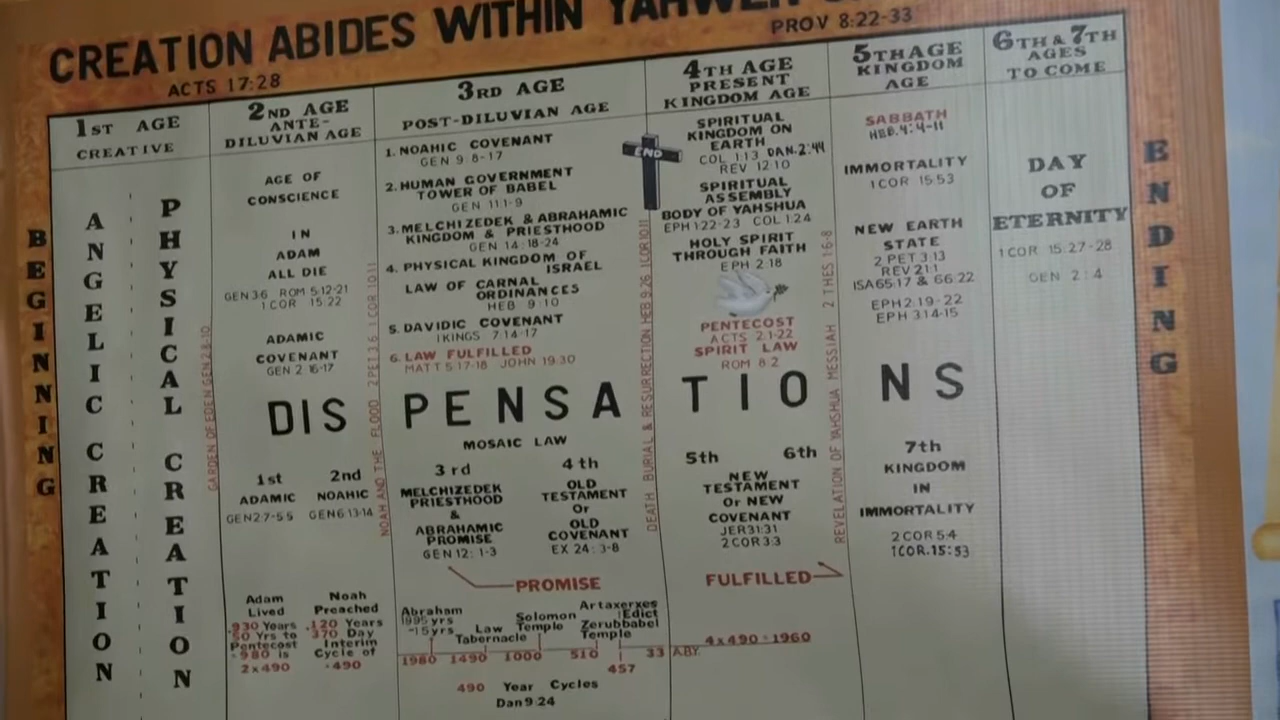 CREATION ABIDES WITHIN YAHWEH
ACTS 17:28
PROV 8:22-33
BEGINNING
1ST AGE
CREATIVE
ANGELIC CREATION
PHYSICAL CREATION
GARDEN OF EDEN GEN 2:8-10
2ND AGE
ANTE-
DILUVIAN AGE
AGE OF
CONSCIENCE
IN
ADAM
ALL DIE
GEN 3:6 ROM 5:12-21
1 COR 15:22
ADAMIC
COVENANT
GEN 2:16-17
NOAH AND THE FLOOD 2 PET 3:6 1 COR 10:11
3RD AGE
POST-DILUVIAN AGE
1. NOAHIC COVENANT
GEN 9:8-17
2. HUMAN GOVERNMENT
TOWER OF BABEL
GEN 11:1-9
3. MELCHIZEDEK & ABRAHAMIC
KINGDOM & PRIESTHOOD
GEN 14:18-24
4. PHYSICAL KINGDOM OF
ISRAEL
LAW OF CARNAL
ORDINANCES
HEB 9:10
5. DAVIDIC COVENANT
1 KINGS 7:14-17
6. LAW FULFILLED
MATT 5:17-18 JOHN 19:30
END
DEATH BURIAL & RESURRECTION HEB 9:26 1 COR 10:11
4TH AGE
PRESENT
KINGDOM AGE
SPIRITUAL
KINGDOM ON
EARTH
COL 1:13 DAN. 2:44
REV 12:10
SPIRITUAL
ASSEMBLY
BODY OF YAHSHUA
EPH 1:22-23 COL 1:24
HOLY SPIRIT
THROUGH FAITH
EPH 2:18
PENTECOST
ACTS 2:1-22
SPIRIT LAW
ROM 8:2
REVELATION OF YAHSHUA MESSIAH 2 THES 1:6-8
5TH AGE
KINGDOM
AGE
SABBATH
HEB. 4:4-11
IMMORTALITY
1 COR 15:53
NEW EARTH
STATE
2 PET 3:13
REV 21:1
ISA 65:17 & 66:22
EPH 2:19-22
EPH 3:14-15
6TH & 7TH
AGES
TO COME
DAY
OF
ETERNITY
1 COR 15:27-28
GEN 2:4
ENDING
DISPENSATIONS
1st
ADAMIC
GEN 2:7-5:5
2nd
NOAHIC
GEN 6:13-14
MOSAIC LAW
3rd
MELCHIZEDEK
PRIESTHOOD
&
ABRAHAMIC
PROMISE
GEN 12:1-3
4th
OLD
TESTAMENT
Or
OLD
COVENANT
EX 24:3-8
5th 6th
NEW
TESTAMENT
Or NEW
COVENANT
JER 31:31
2 COR 3:3
7th
KINGDOM
IN
IMMORTALITY
2 COR 5:4
1 COR. 15:53
PROMISE
FULFILLED
Adam
Lived
930 Years
50 Yrs to
Pentecost
= 980 is
2 x 490
Noah
Preached
120 Years
370 Day
Interim
Cycle of
490
Abraham
1995 yrs
-15 yrs
Law
Tabernacle
Solomon
Temple
Artaxerxes
Edict
Zerubbabel
Temple
1980 1490 1000 510 457 33 ABY
4 x 490 = 1960
490 Year Cycles
Dan 9:24